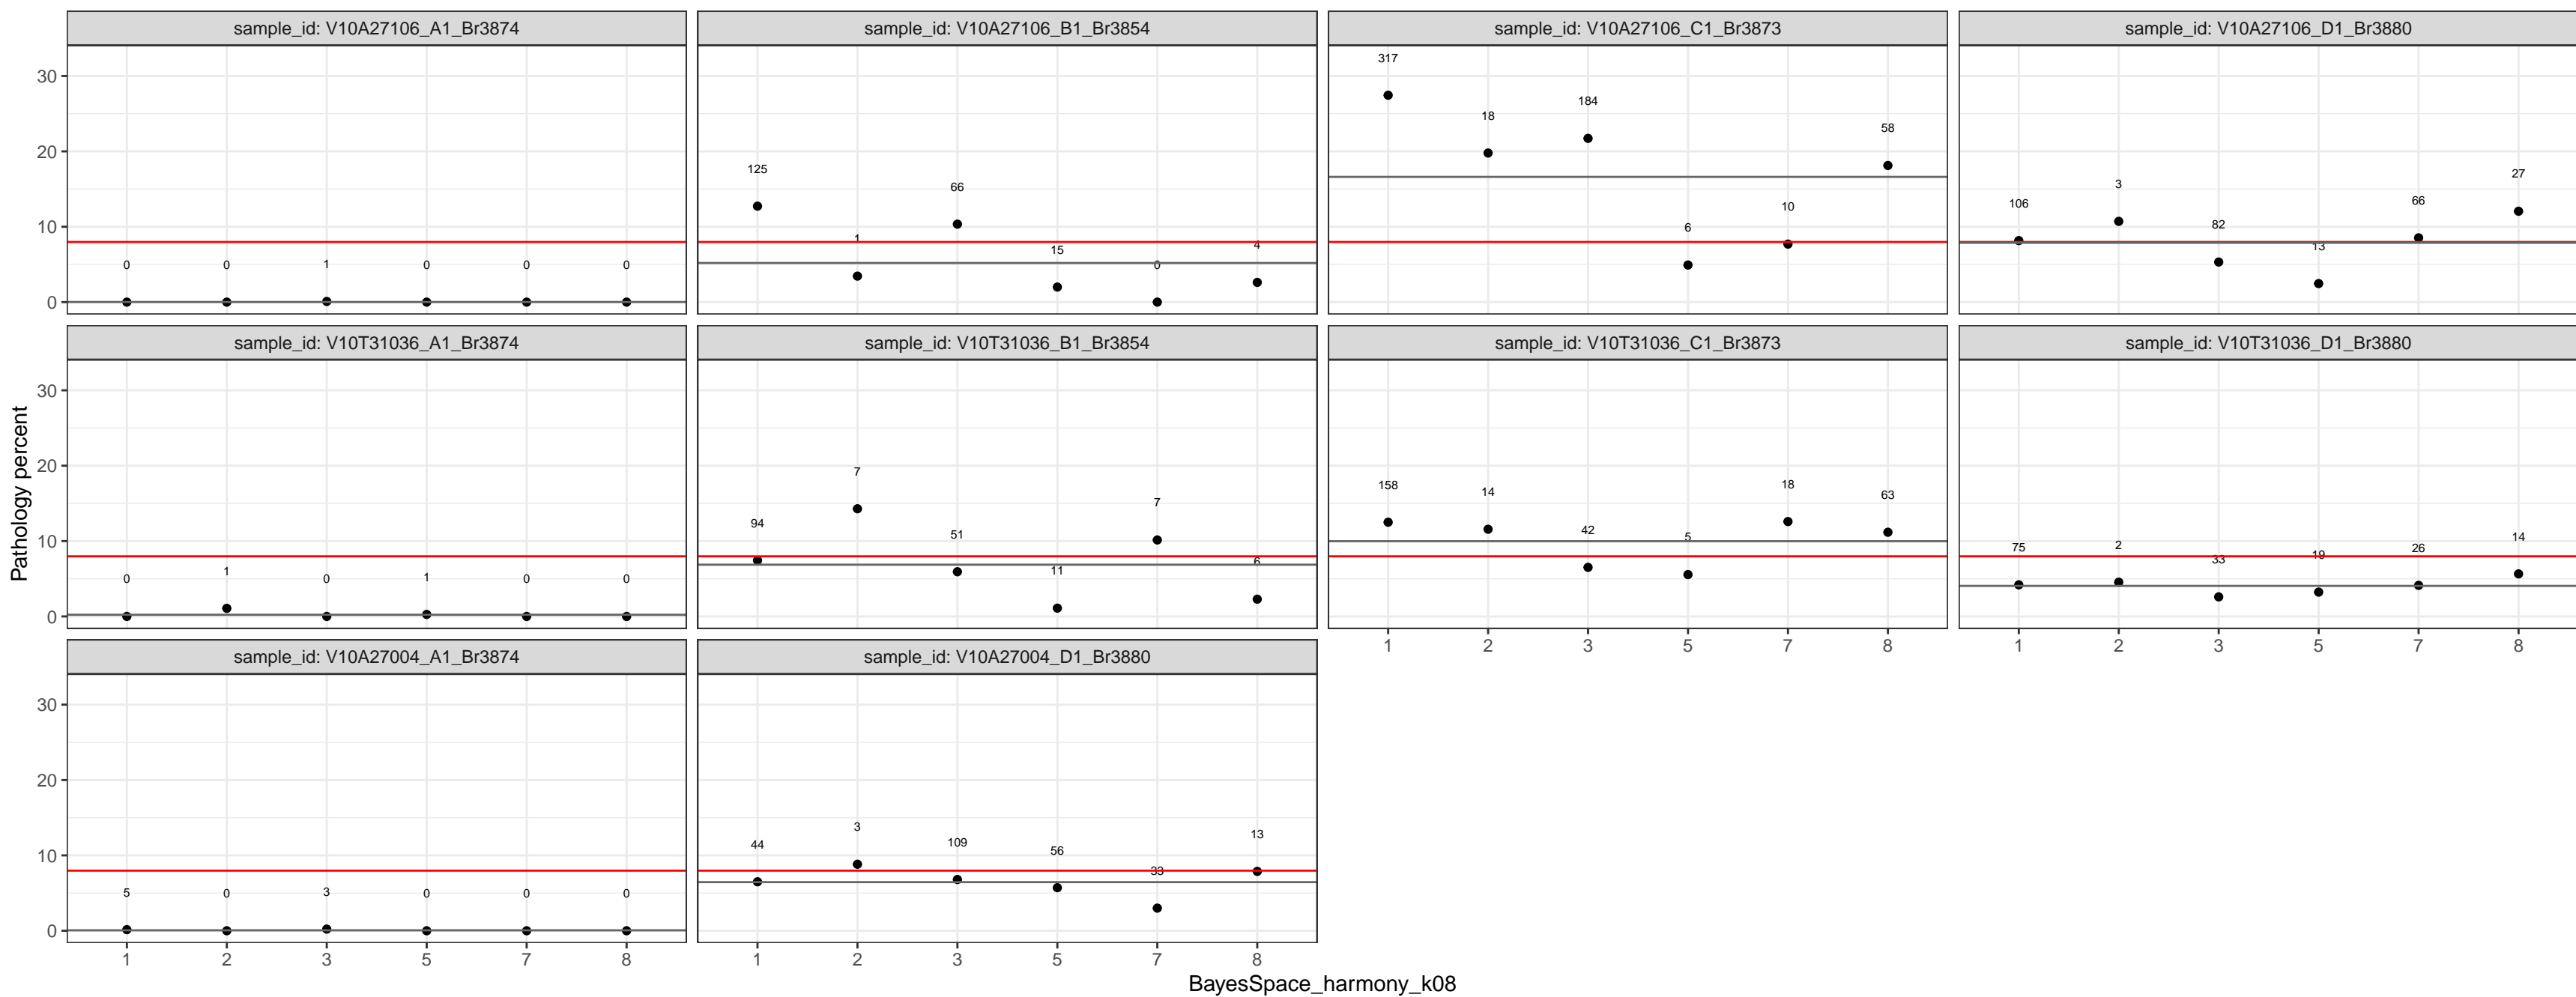 sample_id: V10A27106_A1_Br3874
sample_id: V10A27106_B1_Br3854
sample_id: V10A27106_C1_Br3873
sample_id: V10A27106_D1_Br3880
30
20
10
0
0 0 1 0 0 0
125 1 66 15 0 4
317 18 184 6 10 58
106 3 82 13 66 27
sample_id: V10T31036_A1_Br3874
sample_id: V10T31036_B1_Br3854
sample_id: V10T31036_C1_Br3873
sample_id: V10T31036_D1_Br3880
Pathology percent
30
20
10
0
0 1 0 1 0 0
94 7 51 11 7 6
158 14 42 5 18 63
75 2 33 19 26 14
1 2 3 5 7 8
1 2 3 5 7 8
sample_id: V10A27004_A1_Br3874
sample_id: V10A27004_D1_Br3880
30
20
10
0
5 0 3 0 0 0
44 3 109 56 33 13
1 2 3 5 7 8
1 2 3 5 7 8
BayesSpace_harmony_k08